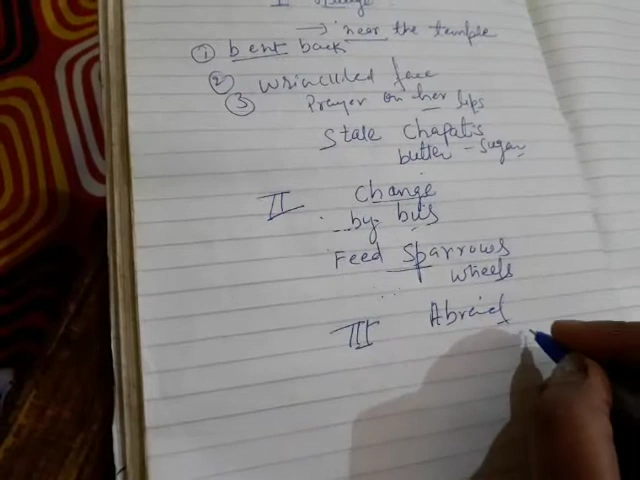 I
→ near the temple
① bent back
② wrinculed face
③ Prayer on her lips
Stale Chapatis
butter - sugar
II Change
by bus
Feed Sparrows
wheels
III Abroad